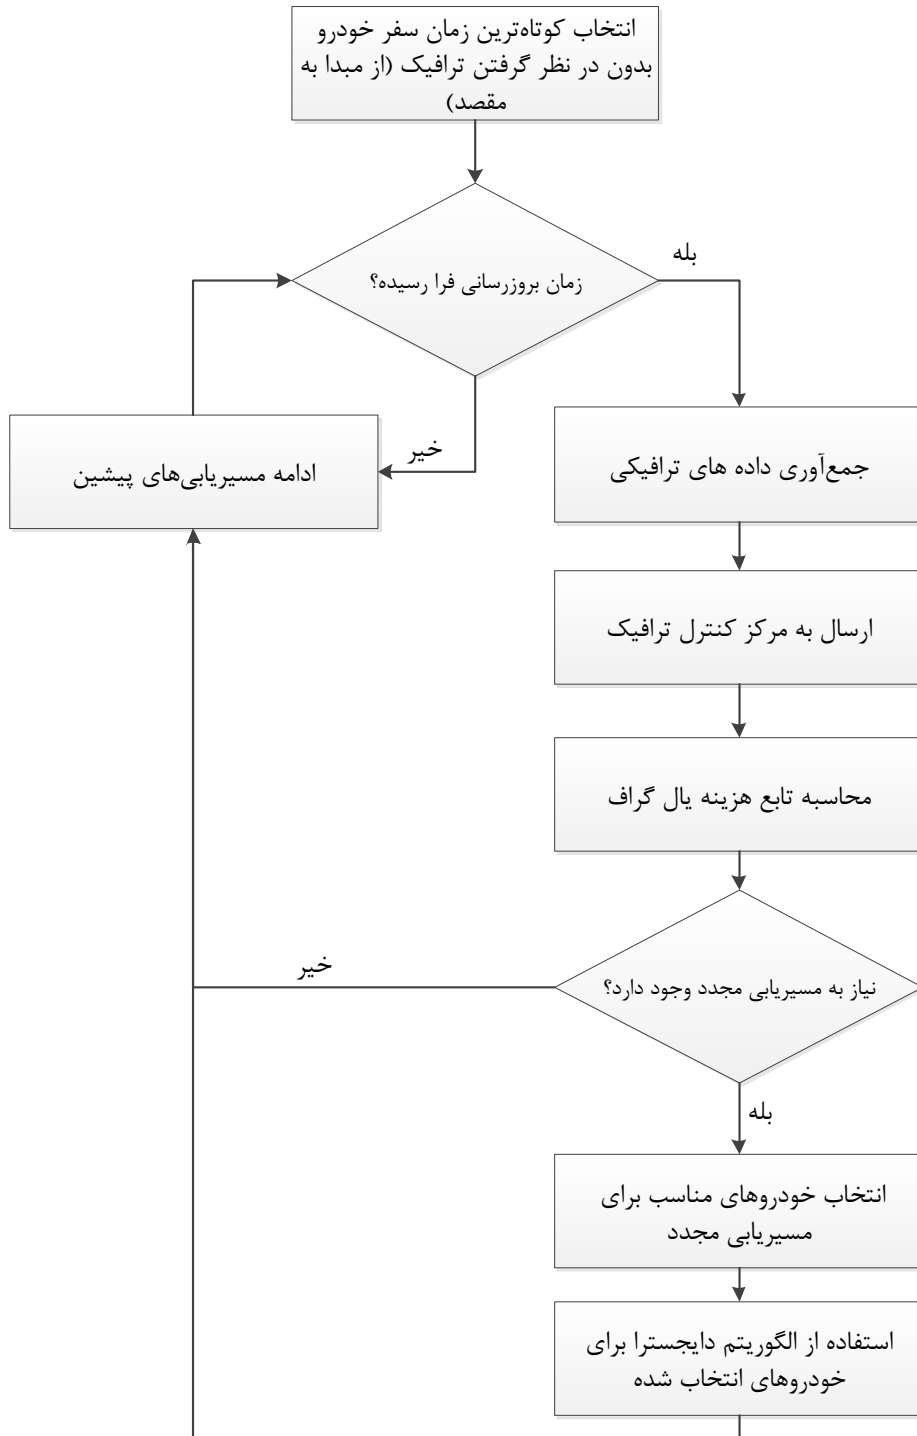 انتخاب کوتاه‌ترین زمان سفر خودرو
بدون در نظر گرفتن ترافیک (از مبدا به
مقصد)
بله
زمان بروزرسانی فرا رسیده؟
خیر
ادامه مسیریابی‌های پیشین
جمع‌آوری داده های ترافیکی
ارسال به مرکز کنترل ترافیک
محاسبه تابع هزینه یال گراف
خیر
نیاز به مسیریابی مجدد وجود دارد؟
بله
انتخاب خودروهای مناسب برای
مسیریابی مجدد
استفاده از الگوریتم دایجسترا برای
خودروهای انتخاب شده